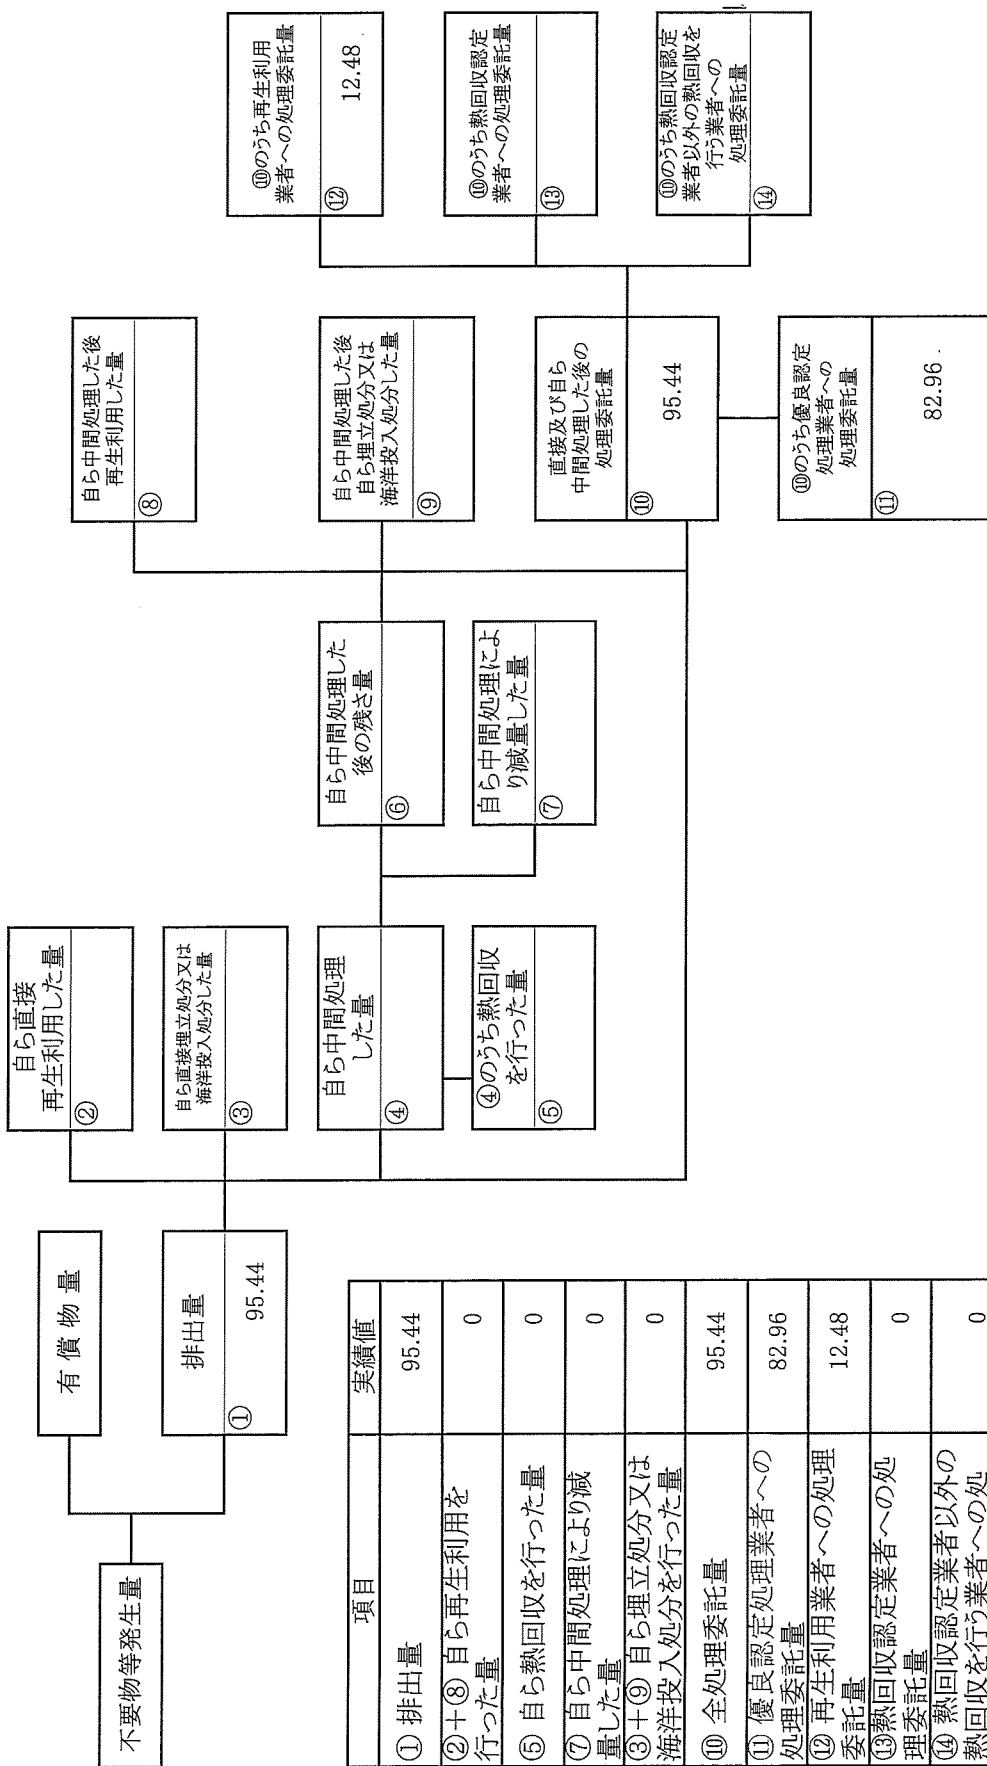 不要物等発生量
有償物量
排出量
①
95.44
自ら直接
再生利用した量
②
自ら直接埋立処分又は
海洋投入処分した量
③
自ら中間処理
した量
④
④のうち熱回収
を行った量
⑤
自ら中間処理した
後の残さ量
⑥
自ら中間処理によ
り減量した量
⑦
自ら中間処理した後
再生利用した量
⑧
自ら中間処理した後
自ら埋立処分又は
海洋投入処分した量
⑨
直接及び自ら
中間処理した後の
処理委託量
⑩
95.44
⑩のうち優良認定
処理業者への
処理委託量
⑪
82.96
⑩のうち再生利用
業者への処理委託量
⑫
12.48
⑩のうち熱回収認定
業者への処理委託量
⑬
⑩のうち熱回収認定
業者以外の熱回収を
行う業者への
処理委託量
⑭
項目 実績値
①排出量 95.44
②+⑧自ら再生利用を
行った量 0
⑤自ら熱回収を行った量 0
⑦自ら中間処理により減
量した量 0
③+⑨自ら埋立処分又は
海洋投入処分を行った量 0
⑩全処理委託量 95.44
⑪優良認定処理業者への
処理委託量 82.96
⑫再生利用業者への処理
委託量 12.48
⑬熱回収認定業者への処
理委託量 0
⑭熱回収認定業者以外の
熱回収を行う業者への処 0